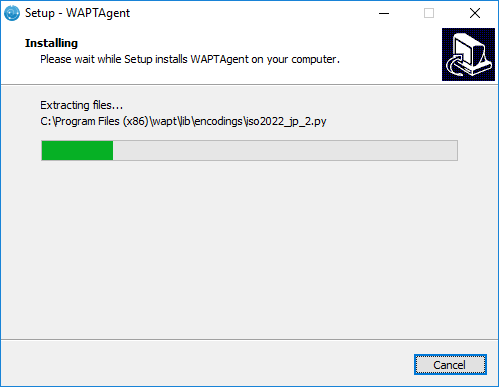 Setup - WAPTAgent
Installing
Please wait while Setup installs WAPTAgent on your computer.
Extracting files...
C:\Program Files (x86)\wapt\lib\encodings\iso2022_jp_2.py
Cancel